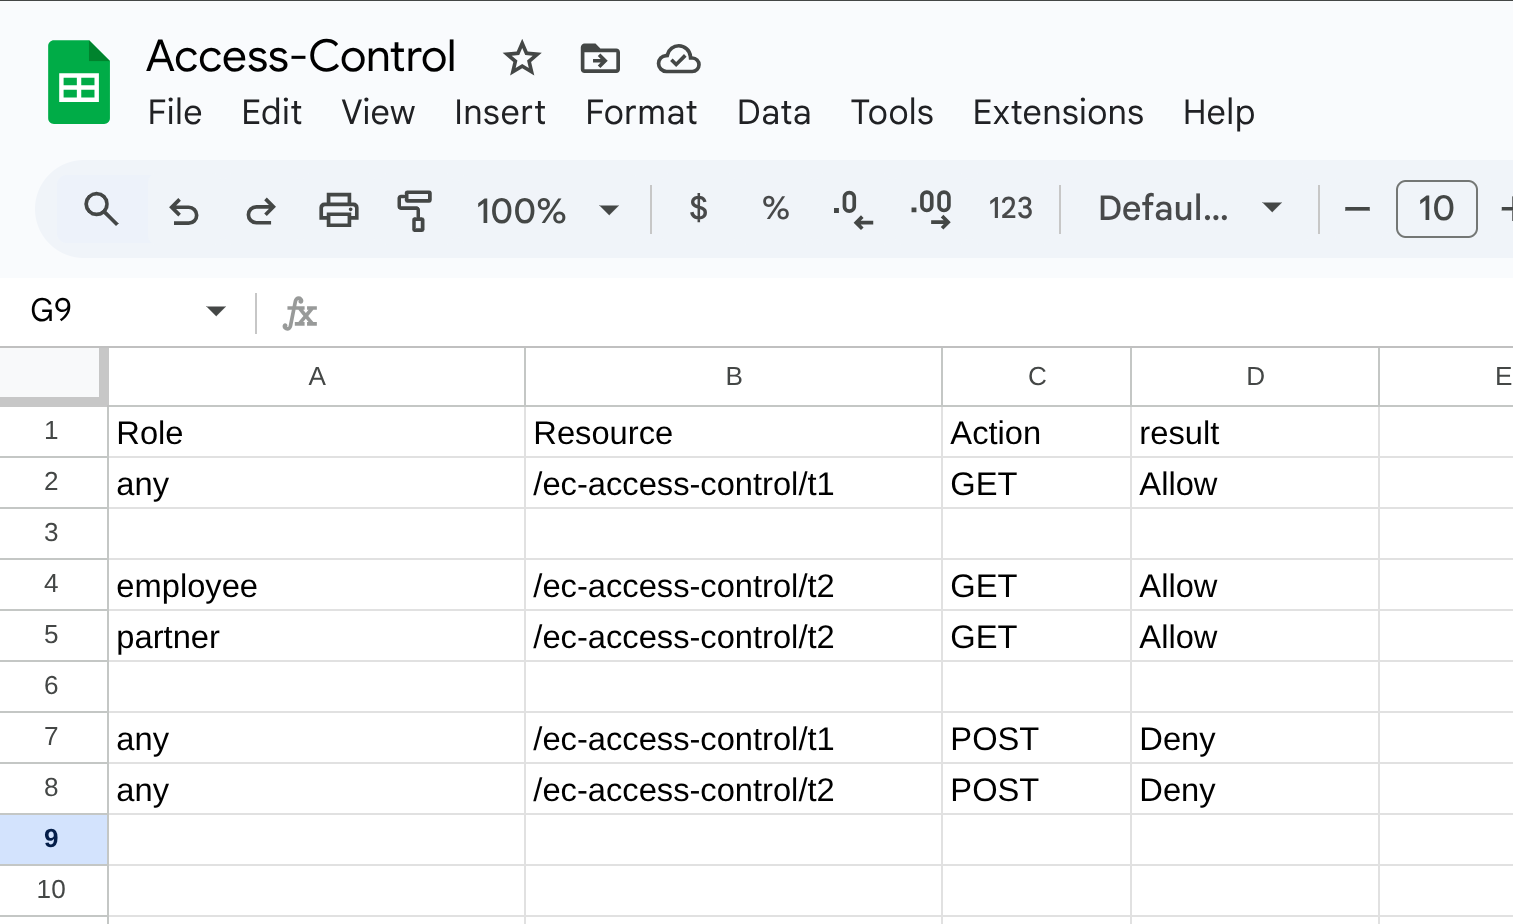 Access-Control
File Edit View Insert Format Data Tools Extensions Help
100% $ % .0 .00 123 Defaul... 10
G9 fx
A B C D E
1 Role Resource Action result
2 any /ec-access-control/t1 GET Allow
3
4 employee /ec-access-control/t2 GET Allow
5 partner /ec-access-control/t2 GET Allow
6
7 any /ec-access-control/t1 POST Deny
8 any /ec-access-control/t2 POST Deny
9
10